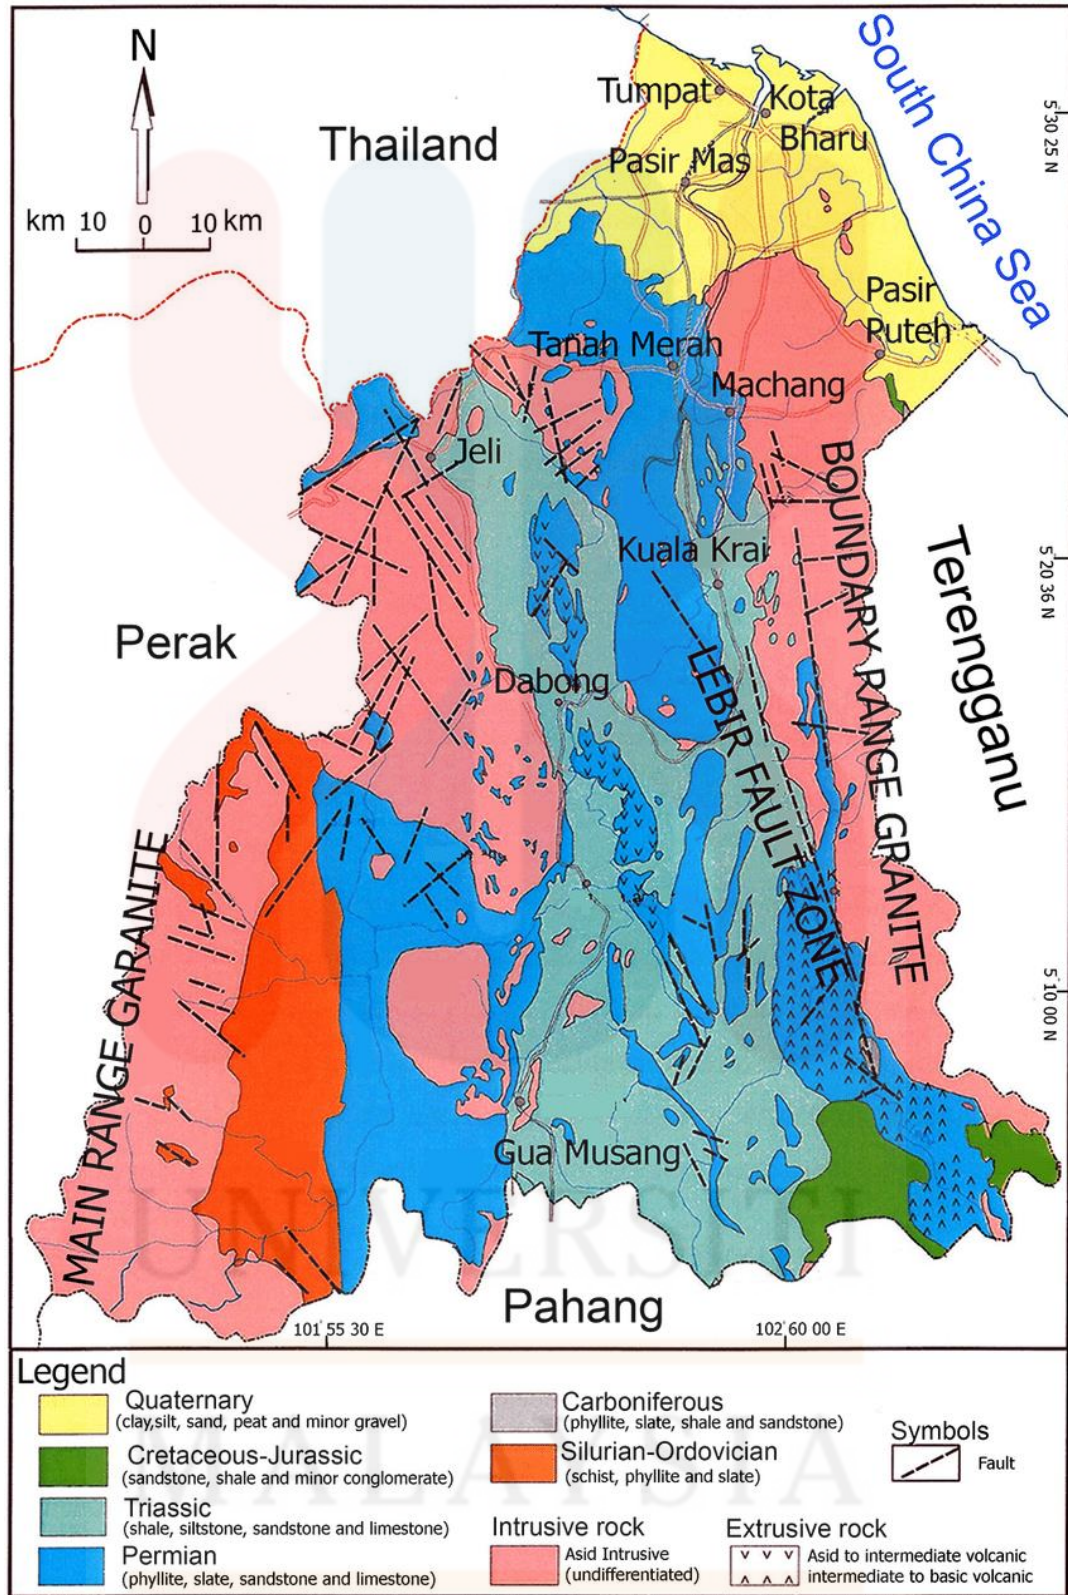 N
km 10 0 10 km
Thailand
South China Sea
Tumpat
Kota
Bharu
Pasir Mas
5° 30 25 N
Pasir
Puteh
Tanah Merah
Machang
Jeli
BOUNDARY RANGE GRANITE
Kuala Krai
Terengganu
5° 20 36 N
Perak
Dabong
LEBIR FAULT ZONE
MAIN RANGE GARANITE
5° 10 00 N
Gua Musang
UNIVERSITI
Pahang
101° 55 30 E
102° 60 00 E
MALAYSIA
Legend
Quaternary
(clay,silt, sand, peat and minor gravel)
Cretaceous-Jurassic
(sandstone, shale and minor conglomerate)
Triassic
(shale, siltstone, sandstone and limestone)
Permian
(phyllite, slate, sandstone and limestone)
Carboniferous
(phyllite, slate, shale and sandstone)
Silurian-Ordovician
(schist, phyllite and slate)
Intrusive rock
Asid Intrusive
(undifferentiated)
Symbols
Fault
Extrusive rock
Asid to intermediate volcanic
intermediate to basic volcanic